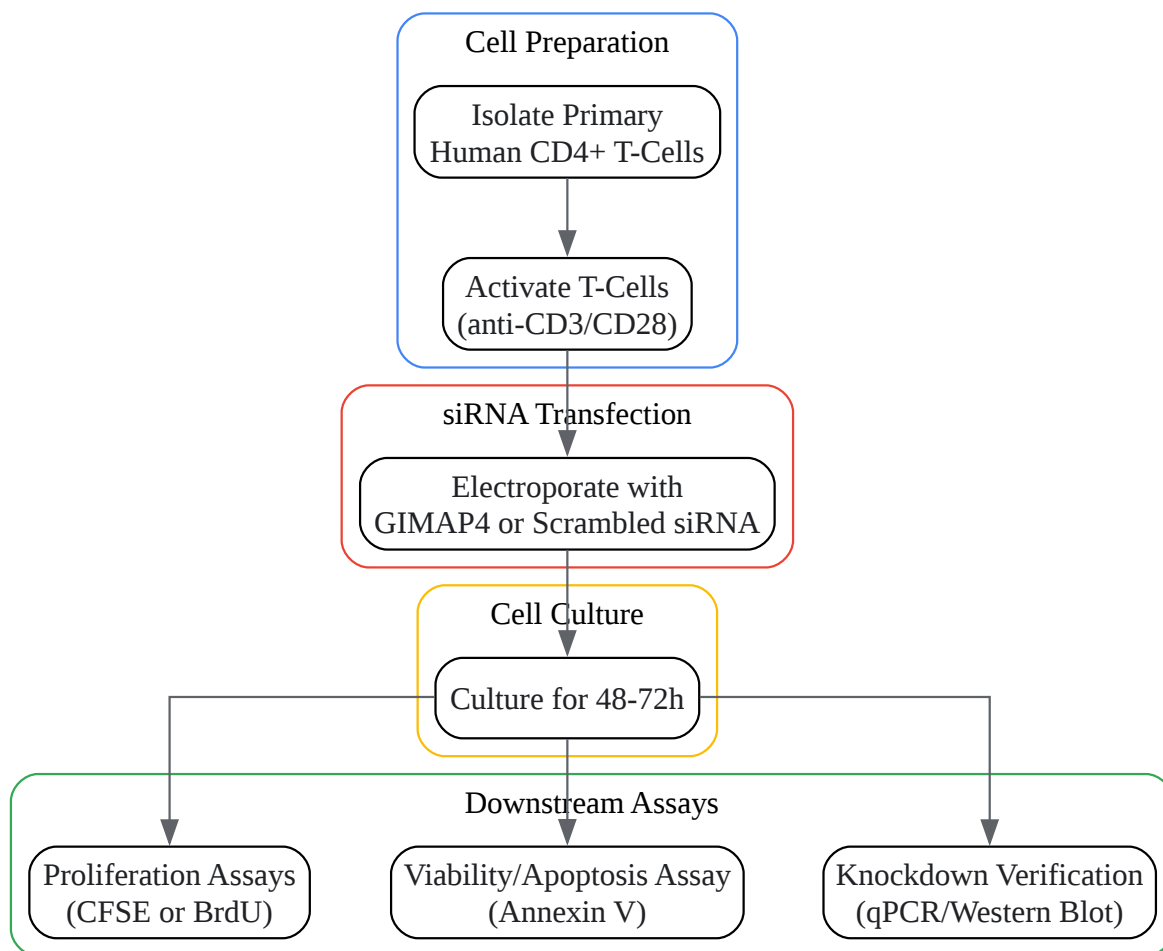 Cell Preparation
Isolate Primary
Human CD4+ T-Cells
Activate T-Cells
(anti-CD3/CD28)
siRNA Transfection
Electroporate with
GIMAP4 or Scrambled siRNA
Cell Culture
Culture for 48-72h
Downstream Assays
Proliferation Assays
(CFSE or BrdU)
Viability/Apoptosis Assay
(Annexin V)
Knockdown Verification
(qPCR/Western Blot)